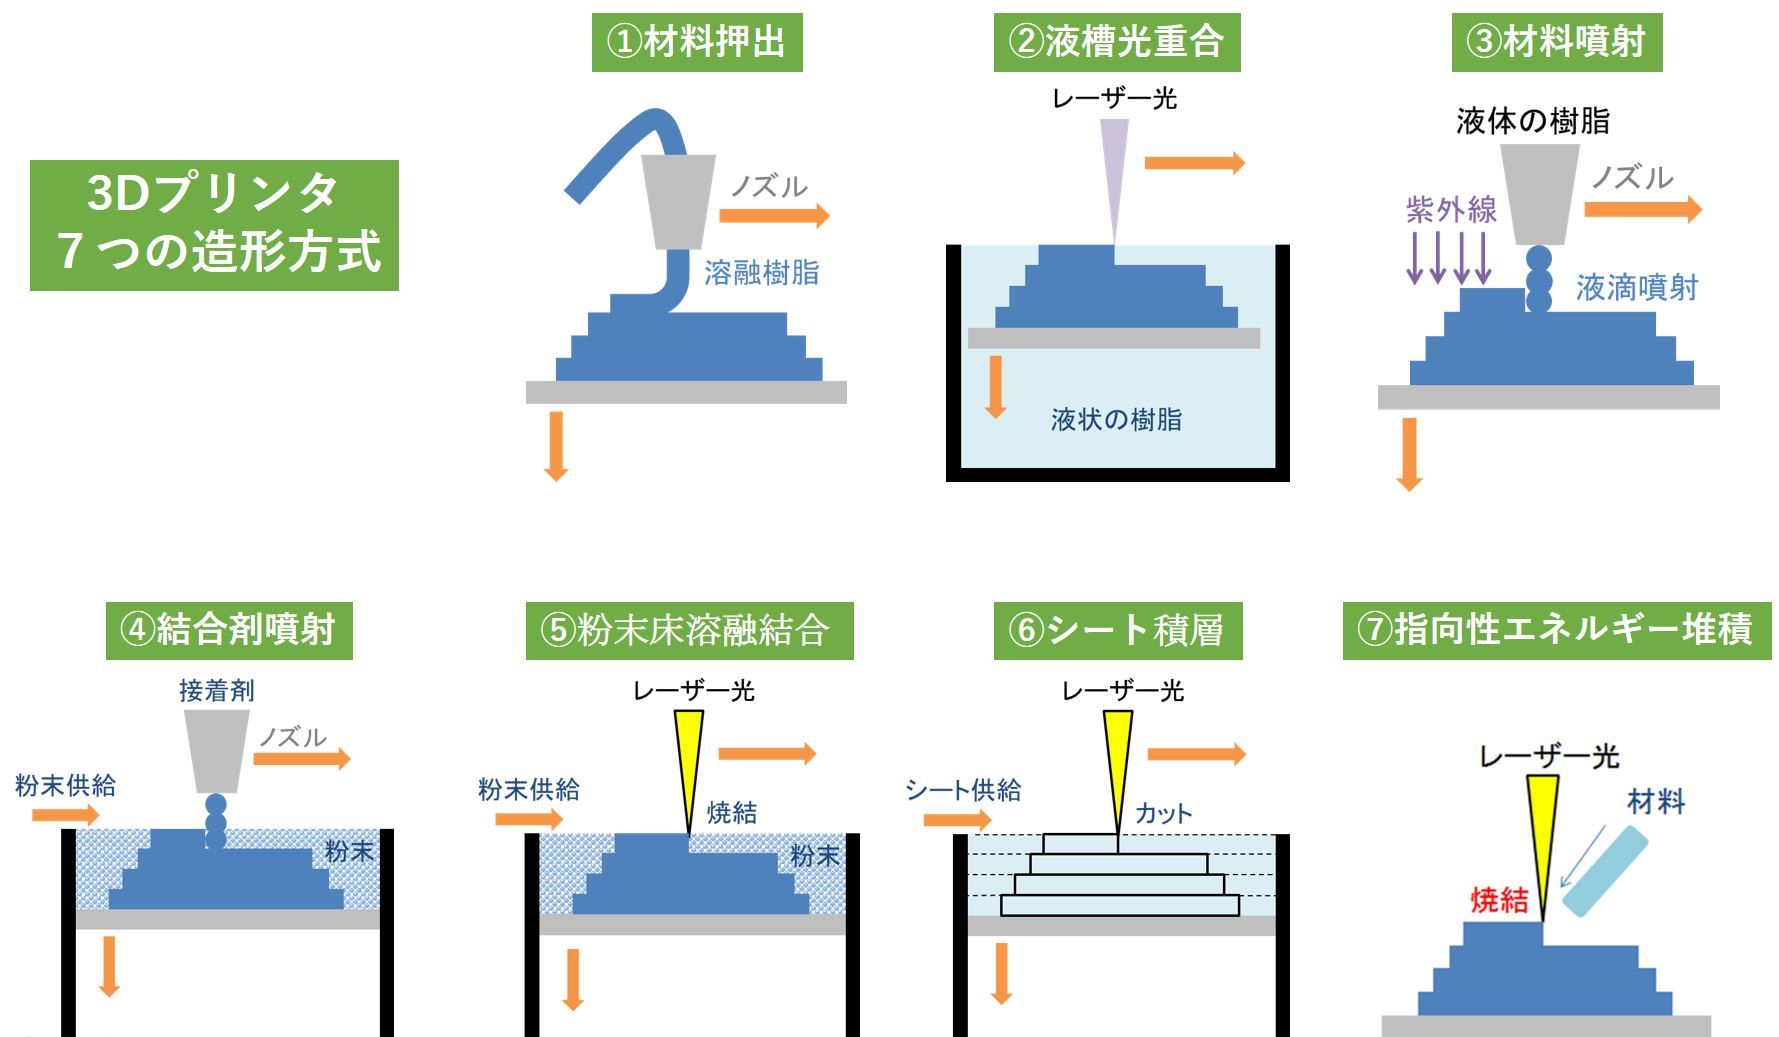 3Dプリンタ
７つの造形方式
①材料押出
ノズル
溶融樹脂
②液槽光重合
レーザー光
液状の樹脂
③材料噴射
液体の樹脂
ノズル
紫外線
液滴噴射
④結合剤噴射
接着剤
ノズル
粉末供給
粉末
⑤粉末床溶融結合
レーザー光
粉末供給
焼結
粉末
⑥シート積層
レーザー光
シート供給
カット
⑦指向性エネルギー堆積
レーザー光
材料
焼結